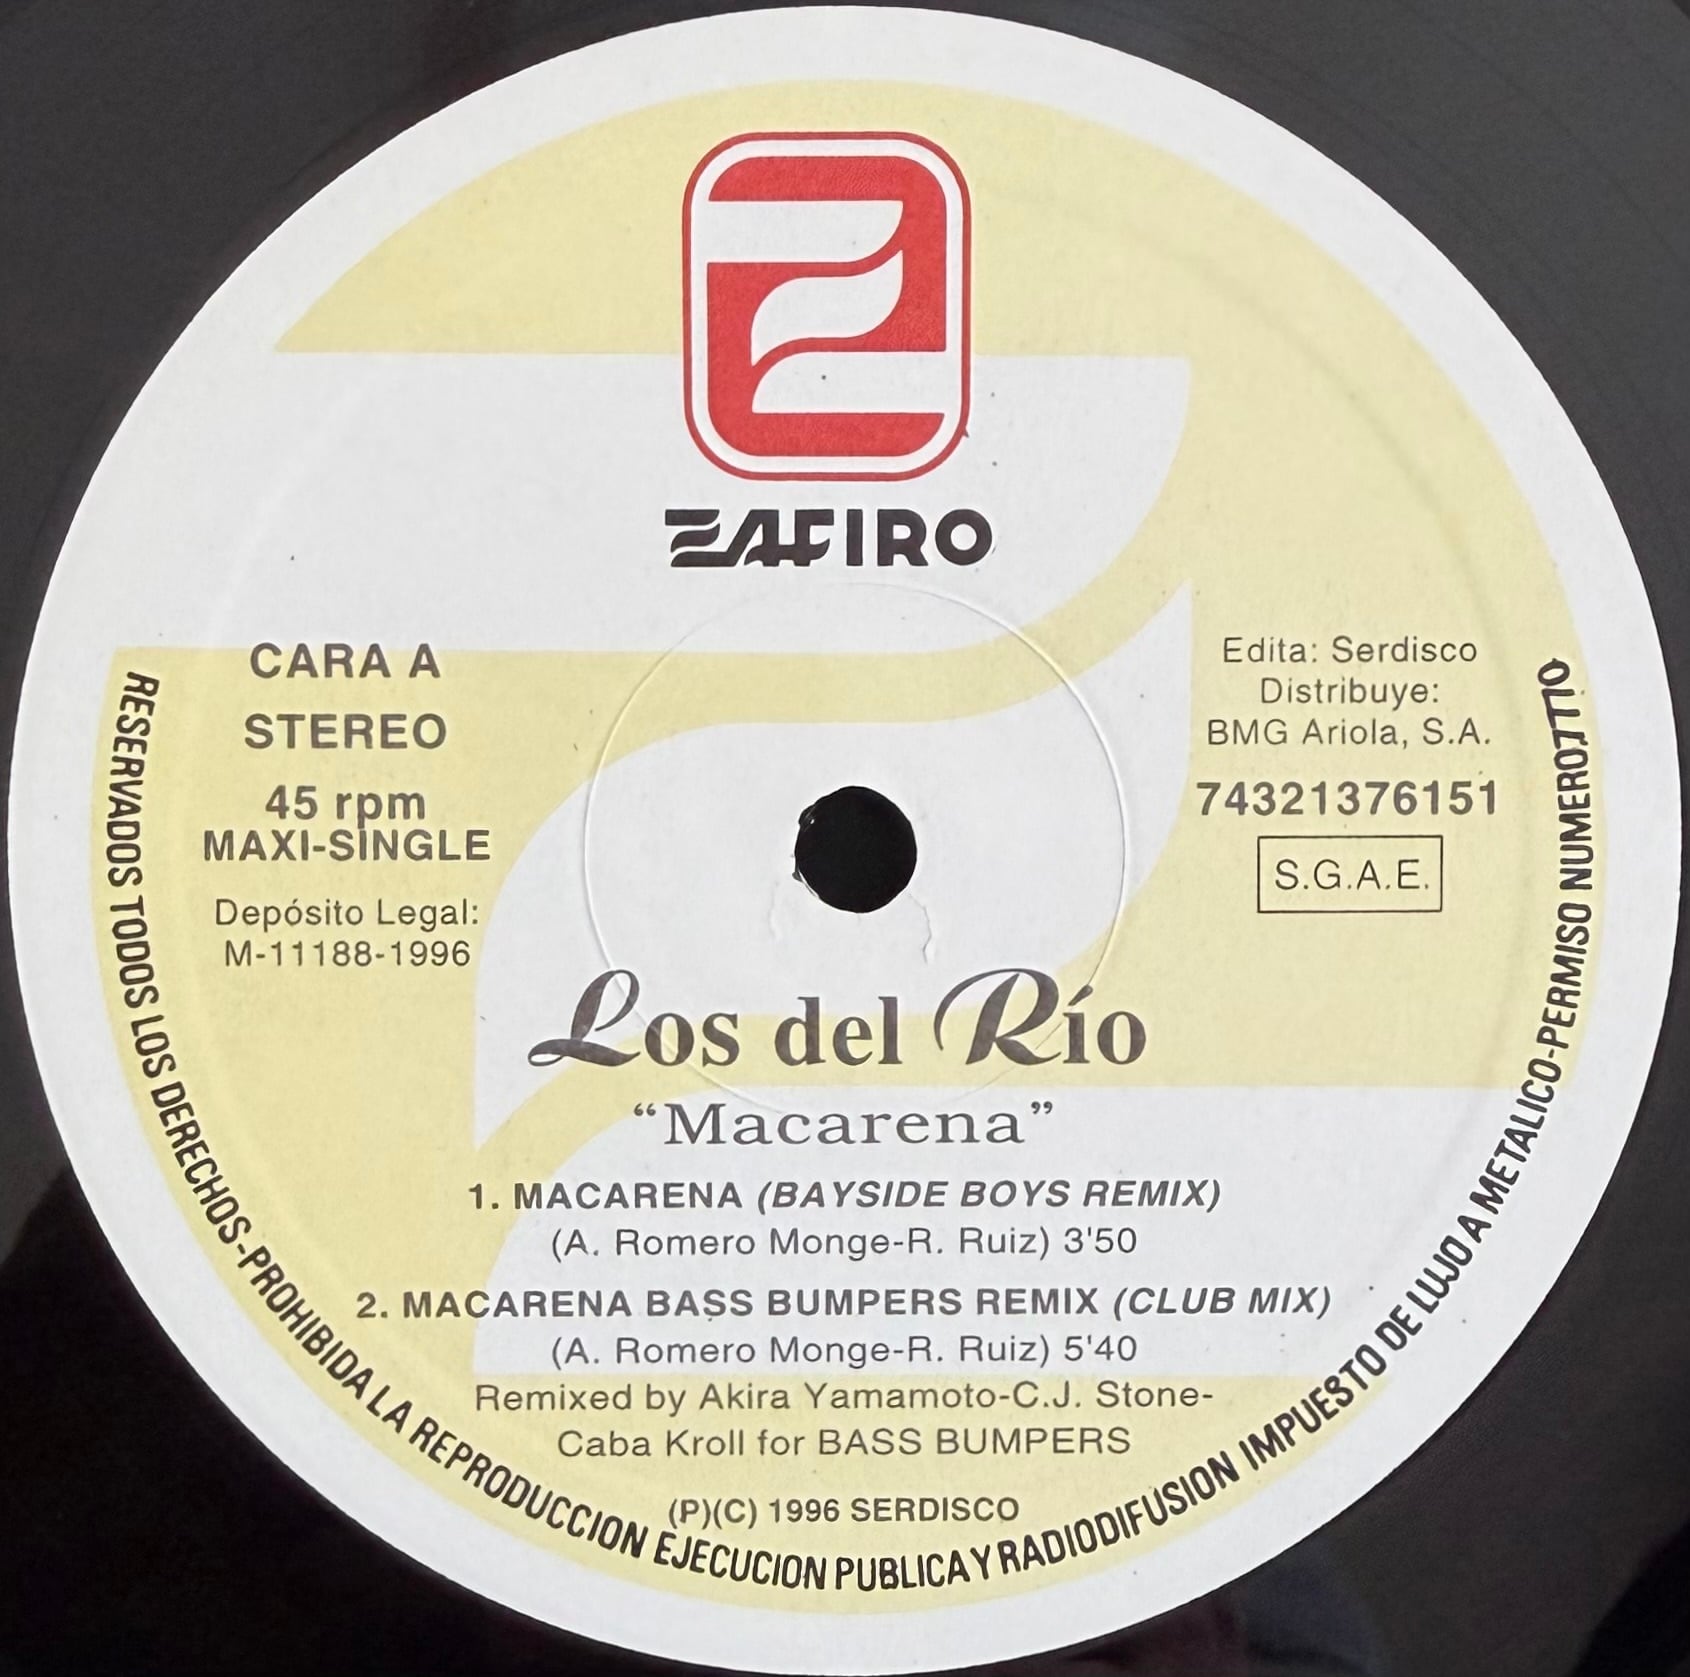 ZAFIRO
CARA A
STEREO
45 rpm
MAXI-SINGLE
Depósito Legal:
M-11188-1996
Edita: Serdisco
Distribuye:
BMG Ariola, S.A.
74321376151
S.G.A.E.
Los del Río
“Macarena”
1. MACARENA (BAYSIDE BOYS REMIX)
(A. Romero Monge-R. Ruiz) 3'50
2. MACARENA BASS BUMPERS REMIX (CLUB MIX)
(A. Romero Monge-R. Ruiz) 5'40
Remixed by Akira Yamamoto-C.J. Stone-
Caba Kroll for BASS BUMPERS
(P)(C) 1996 SERDISCO
RESERVADOS TODOS LOS DERECHOS-PROHIBIDA LA REPRODUCCION EJECUCION PUBLICA Y RADIODIFUSION IMPUESTO DE LUJO A METALICO-PERMISO NUMERO7770